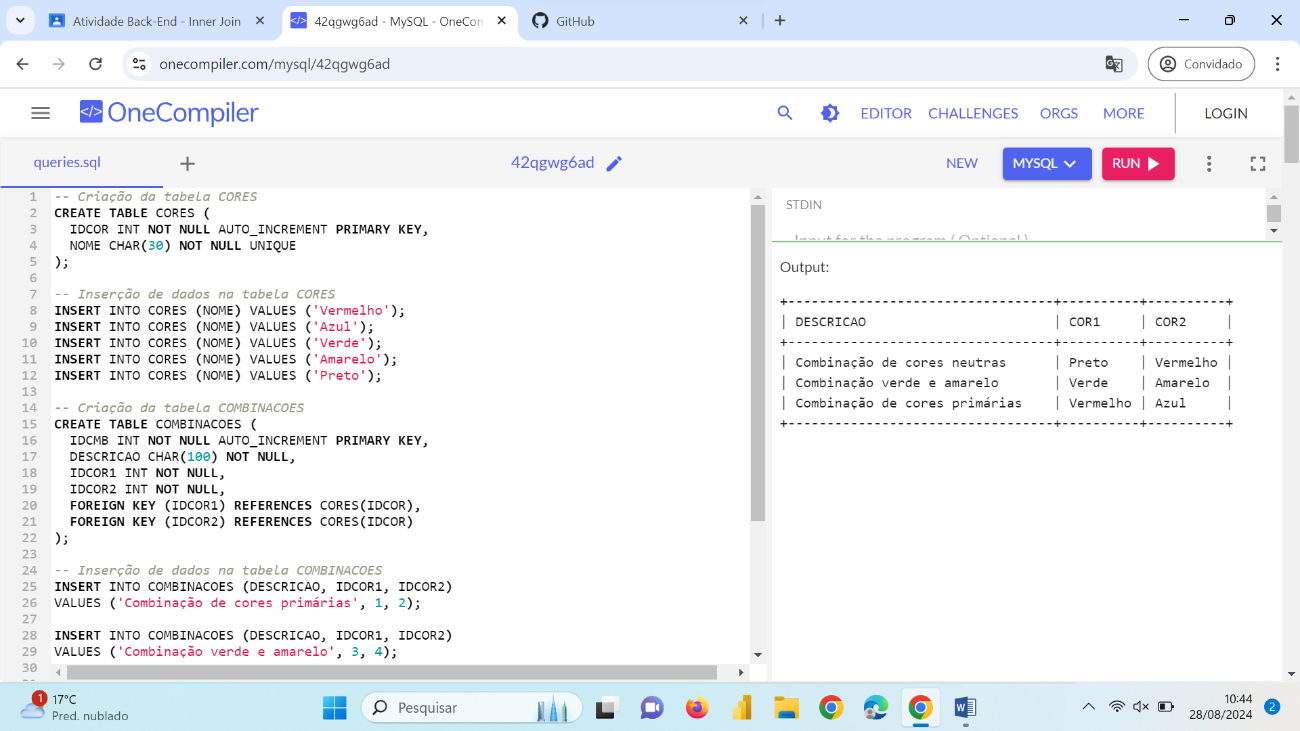 Atividade Back-End - Inner Join
42qgwg6ad - MySQL - OneCom
GitHub
onecompiler.com/mysql/42qgwg6ad
Convidado
</> OneCompiler
EDITOR CHALLENGES ORGS MORE LOGIN
queries.sql
42qgwg6ad
NEW MYSQL RUN
1 -- Criação da tabela CORES
2 CREATE TABLE CORES (
3 IDCOR INT NOT NULL AUTO_INCREMENT PRIMARY KEY,
4 NOME CHAR(30) NOT NULL UNIQUE
5 );
6
7 -- Inserção de dados na tabela CORES
8 INSERT INTO CORES (NOME) VALUES ('Vermelho');
9 INSERT INTO CORES (NOME) VALUES ('Azul');
10 INSERT INTO CORES (NOME) VALUES ('Verde');
11 INSERT INTO CORES (NOME) VALUES ('Amarelo');
12 INSERT INTO CORES (NOME) VALUES ('Preto');
13
14 -- Criação da tabela COMBINACOES
15 CREATE TABLE COMBINACOES (
16 IDCMB INT NOT NULL AUTO_INCREMENT PRIMARY KEY,
17 DESCRICAO CHAR(100) NOT NULL,
18 IDCOR1 INT NOT NULL,
19 IDCOR2 INT NOT NULL,
20 FOREIGN KEY (IDCOR1) REFERENCES CORES(IDCOR),
21 FOREIGN KEY (IDCOR2) REFERENCES CORES(IDCOR)
22 );
23
24 -- Inserção de dados na tabela COMBINACOES
25 INSERT INTO COMBINACOES (DESCRICAO, IDCOR1, IDCOR2)
26 VALUES ('Combinação de cores primárias', 1, 2);
27
28 INSERT INTO COMBINACOES (DESCRICAO, IDCOR1, IDCOR2)
29 VALUES ('Combinação verde e amarelo', 3, 4);
30
STDIN
Input for the program ( Optional )
Output:
+----------------------------------+----------+----------+
| DESCRICAO | COR1 | COR2 |
+----------------------------------+----------+----------+
| Combinação de cores neutras | Preto | Vermelho |
| Combinação verde e amarelo | Verde | Amarelo |
| Combinação de cores primárias | Vermelho | Azul |
+----------------------------------+----------+----------+
1
17°C
Pred. nublado
Pesquisar
10:44
28/08/2024
2